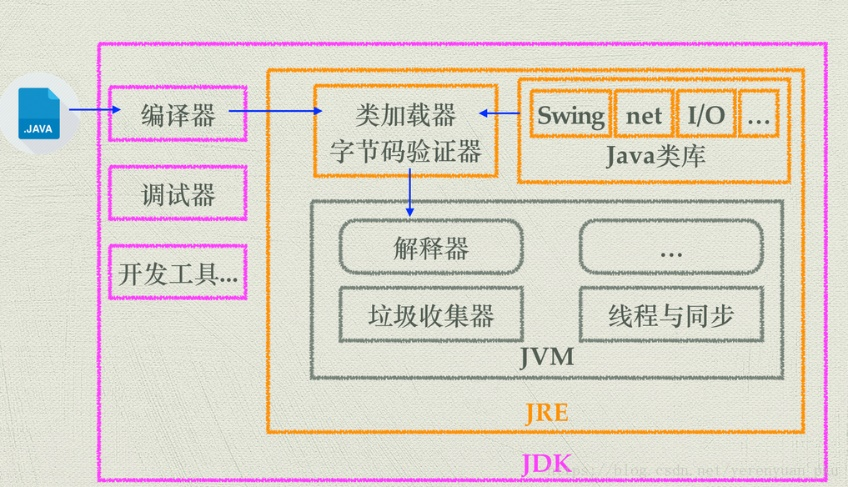 .JAVA
编译器
调试器
开发工具...
类加载器
字节码验证器
Swing net I/O ...
Java类库
解释器
...
垃圾收集器
线程与同步
JVM
JRE
JDK